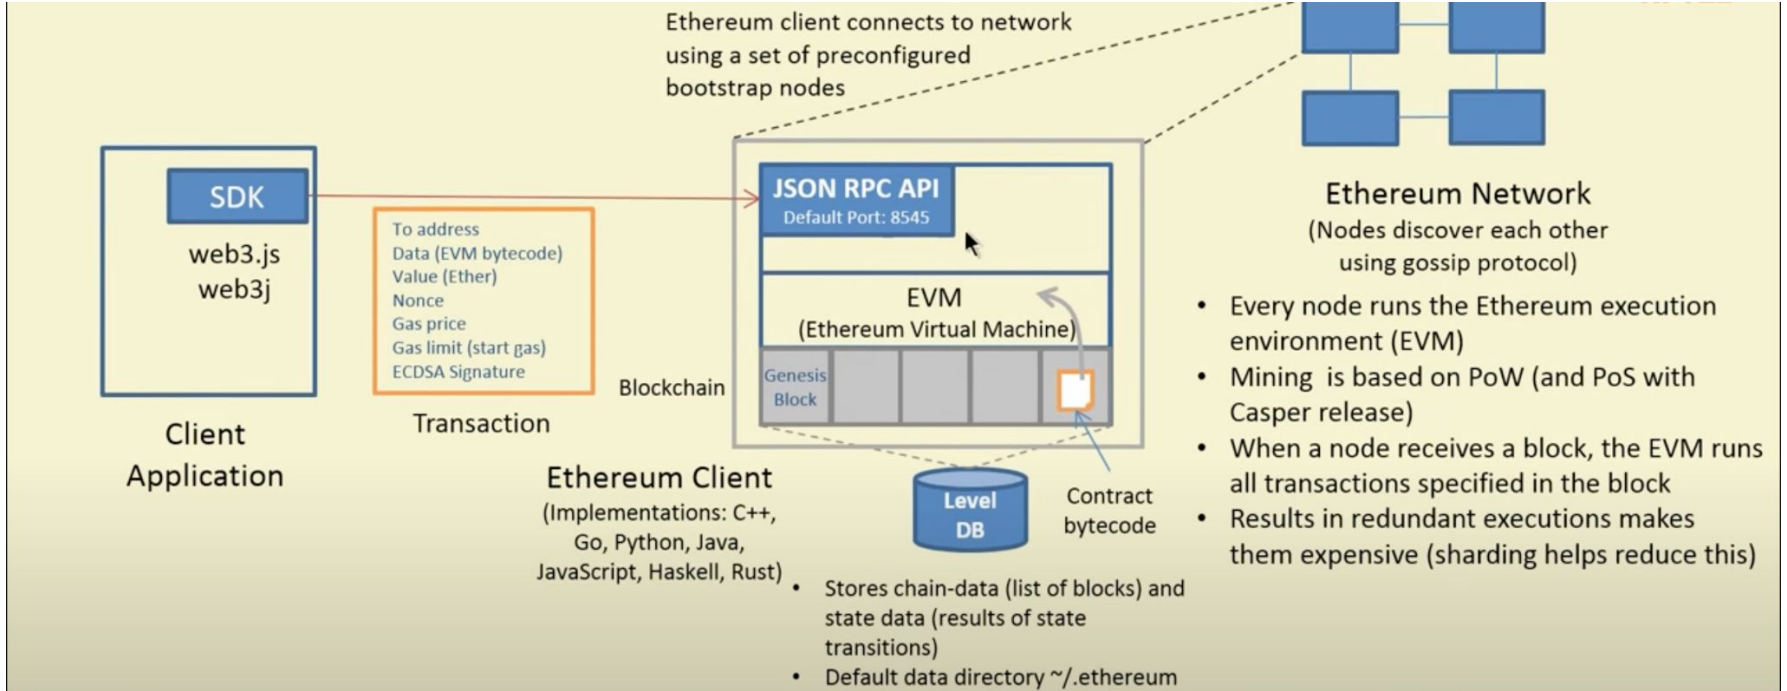 Ethereum client connects to network
using a set of preconfigured
bootstrap nodes
SDK
web3.js
web3j
Client
Application
To address
Data (EVM bytecode)
Value (Ether)
Nonce
Gas price
Gas limit (start gas)
ECDSA Signature
Transaction
JSON RPC API
Default Port: 8545
EVM
(Ethereum Virtual Machine)
Blockchain
Genesis
Block
Ethereum Client
(Implementations: C++,
Go, Python, Java,
JavaScript, Haskell, Rust)
Level
DB
Contract
bytecode
• Stores chain-data (list of blocks) and
state data (results of state
transitions)
• Default data directory ~/.ethereum
Ethereum Network
(Nodes discover each other
using gossip protocol)
• Every node runs the Ethereum execution
environment (EVM)
• Mining is based on PoW (and PoS with
Casper release)
• When a node receives a block, the EVM runs
all transactions specified in the block
• Results in redundant executions makes
them expensive (sharding helps reduce this)